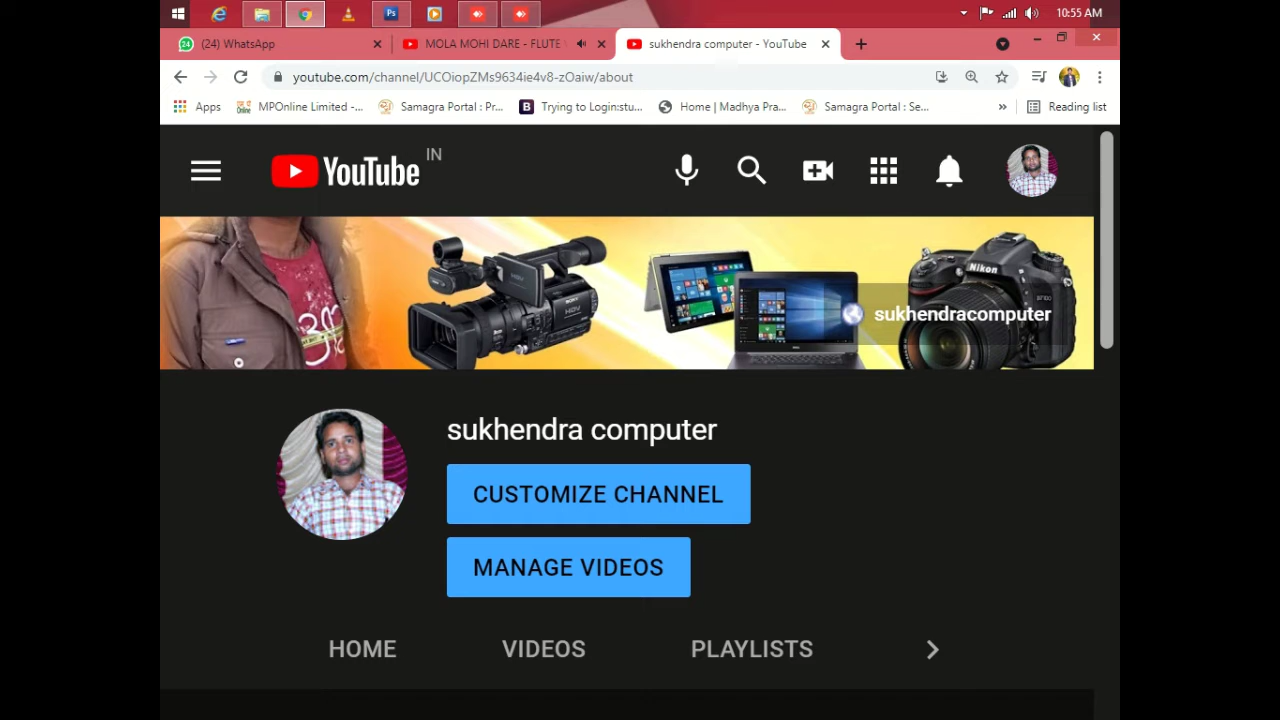 10:55 AM
(24) WhatsApp
MOLA MOHI DARE - FLUTE
sukhendra computer - YouTube
youtube.com/channel/UCOiopZMs9634ie4v8-zOaiw/about
Apps
MPOnline Limited -...
Samagra Portal : Pr...
Trying to Login:stu...
Home | Madhya Pra...
Samagra Portal : Se...
»
Reading list
YouTube IN
Nikon
sukhendracomputer
sukhendra computer
CUSTOMIZE CHANNEL
MANAGE VIDEOS
HOME VIDEOS PLAYLISTS